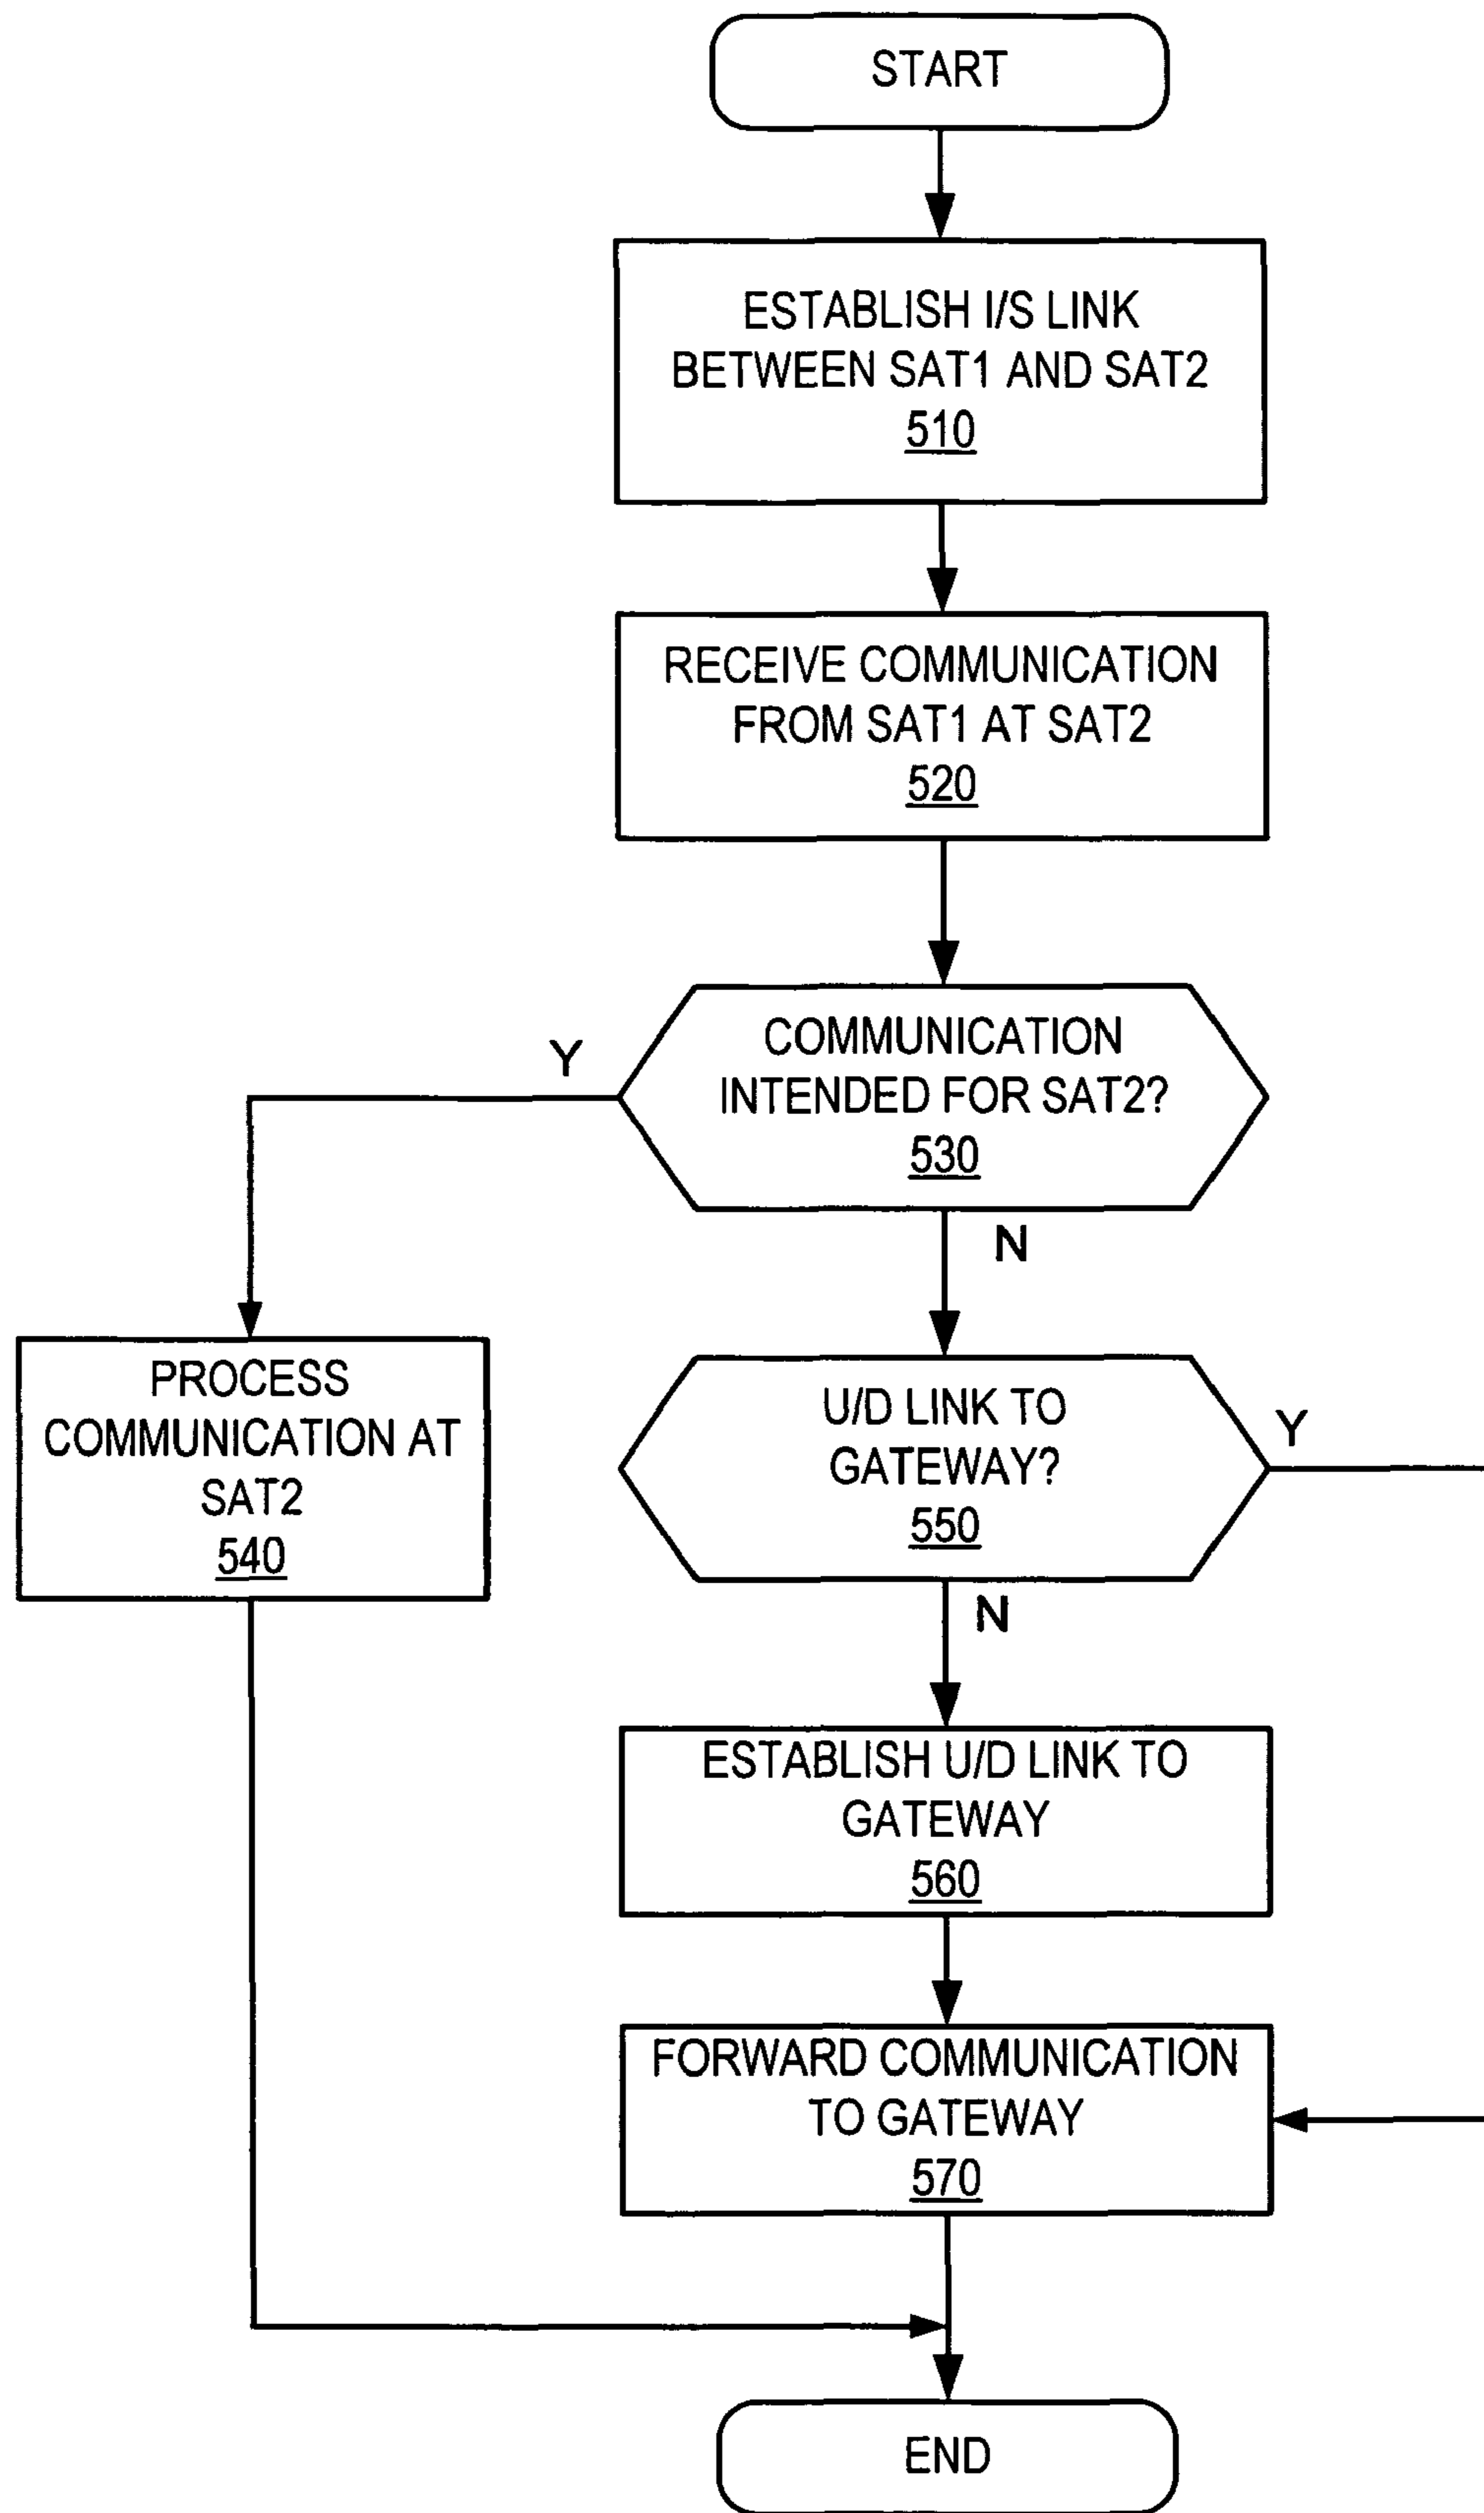 START
ESTABLISH I/S LINK
BETWEEN SAT1 AND SAT2
510
RECEIVE COMMUNICATION
FROM SAT1 AT SAT2
520
COMMUNICATION
INTENDED FOR SAT2?
530
Y
N
PROCESS
COMMUNICATION AT
SAT2
540
U/D LINK TO
GATEWAY?
550
Y
N
ESTABLISH U/D LINK TO
GATEWAY
560
FORWARD COMMUNICATION
TO GATEWAY
570
END